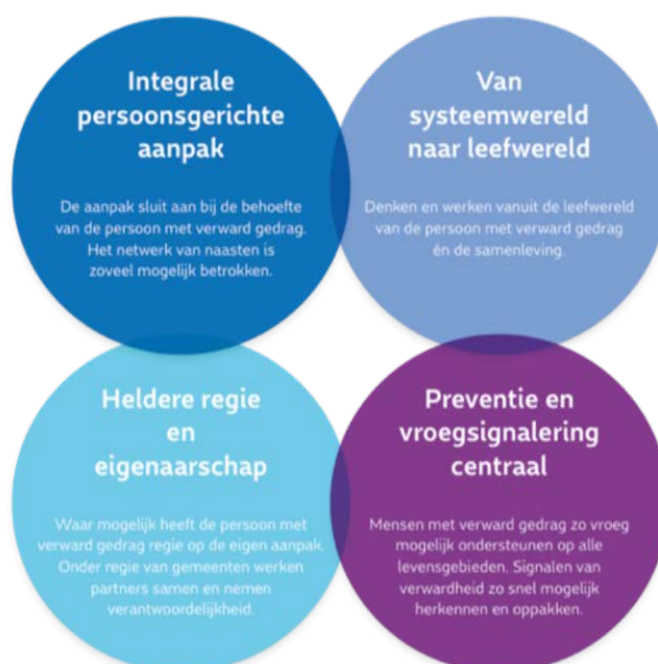 Integrale
persoonsgerichte
aanpak
De aanpak sluit aan bij de behoefte
van de persoon met verward gedrag.
Het netwerk van naasten is
zoveel mogelijk betrokken.
Van
systeemwereld
naar leefwereld
Denken en werken vanuit de leefwereld
van de persoon met verward gedrag
én de samenleving.
Heldere regie
en
eigenaarschap
Waar mogelijk heeft de persoon met
verward gedrag regie op de eigen aanpak.
Onder regie van gemeenten werken
partners samen en nemen
verantwoordelijkheid.
Preventie en
vroegsignalering
centraal
Mensen met verward gedrag zo vroeg
mogelijk ondersteunen op alle
levensgebieden. Signalen van
verwardheid zo snel mogelijk
herkennen en oppakken.